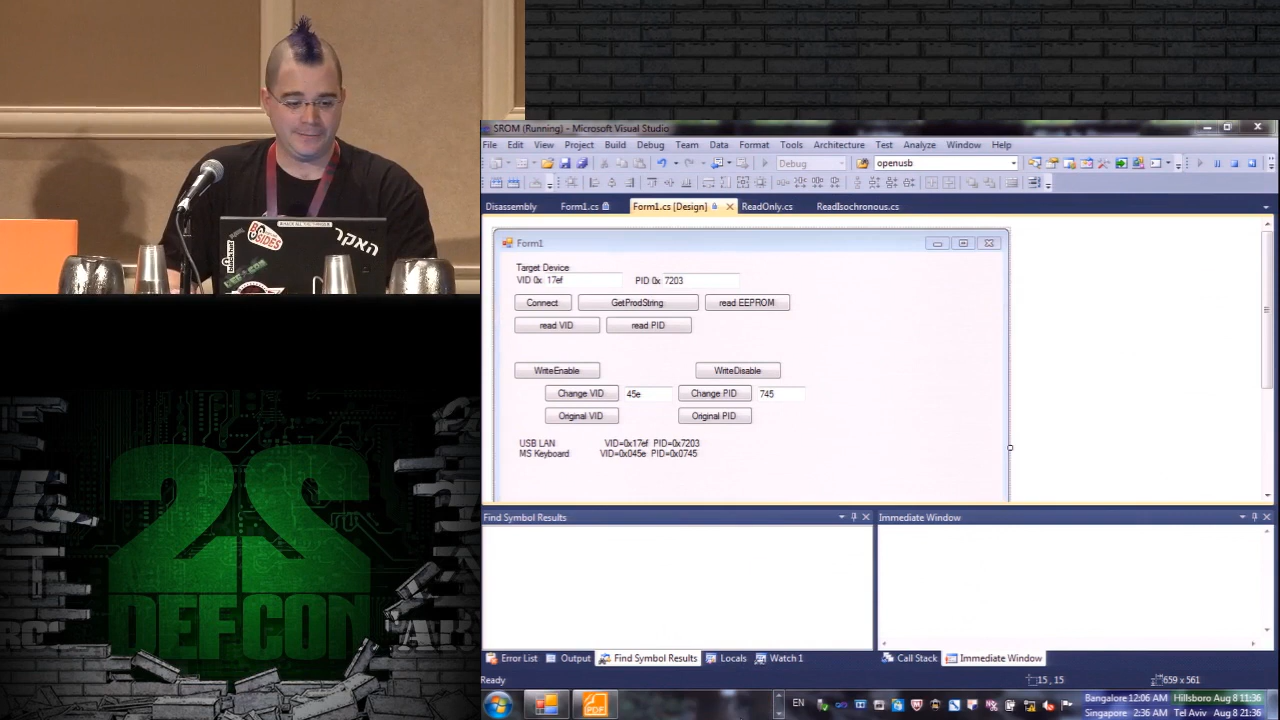 SROM (Running) - Microsoft Visual Studio
File Edit View Project Build Debug Team Data Format Tools Architecture Test Analyze Window Help
Debug openusb
Disassembly Form1.cs Form1.cs [Design] ReadOnly.cs ReadIsochronous.cs
Form1
Target Device
VID 0x 17ef PID 0x 7203
Connect GetProdString read EEPROM
read VID read PID
WriteEnable WriteDisable
Change VID 45e Change PID 745
Original VID Original PID
USB LAN VID=0x17ef PID=0x7203
MS Keyboard VID=0x045e PID=0x0745
Find Symbol Results Immediate Window
Error List Output Find Symbol Results Locals Watch 1 Call Stack Immediate Window
Ready 15 , 15 659 x 561
EN Bangalore 12:06 AM Hillsboro Aug 8 11:36
Singapore 2:36 AM Tel Aviv Aug 8 21:36
PDF
BSIDES
האקר
22
DEFCON